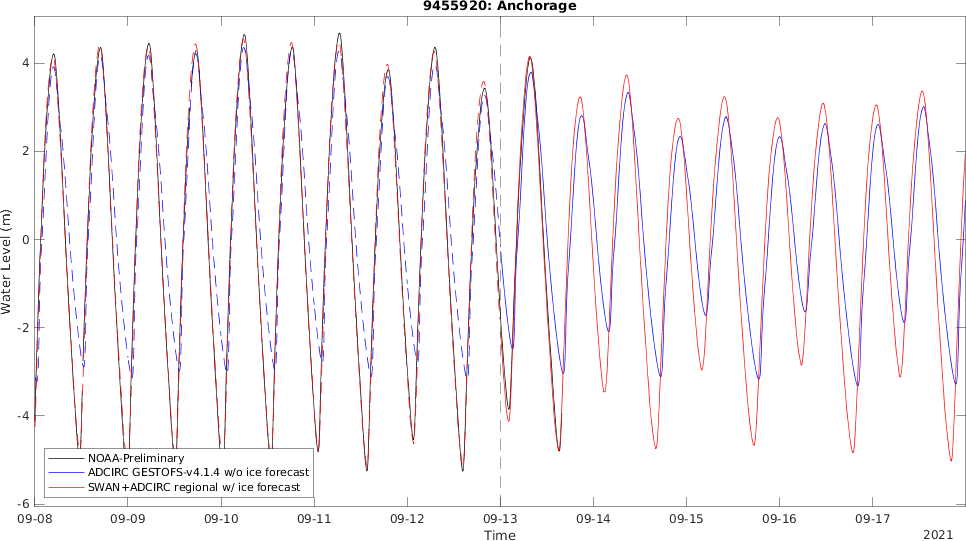 9455920: Anchorage
Water Level (m)
4
2
0
-2
-4
-6
NOAA-Preliminary
ADCIRC GESTOFS-v4.1.4 w/o ice forecast
SWAN+ADCIRC regional w/ ice forecast
09-08 09-09 09-10 09-11 09-12 09-13 09-14 09-15 09-16 09-17
Time
2021